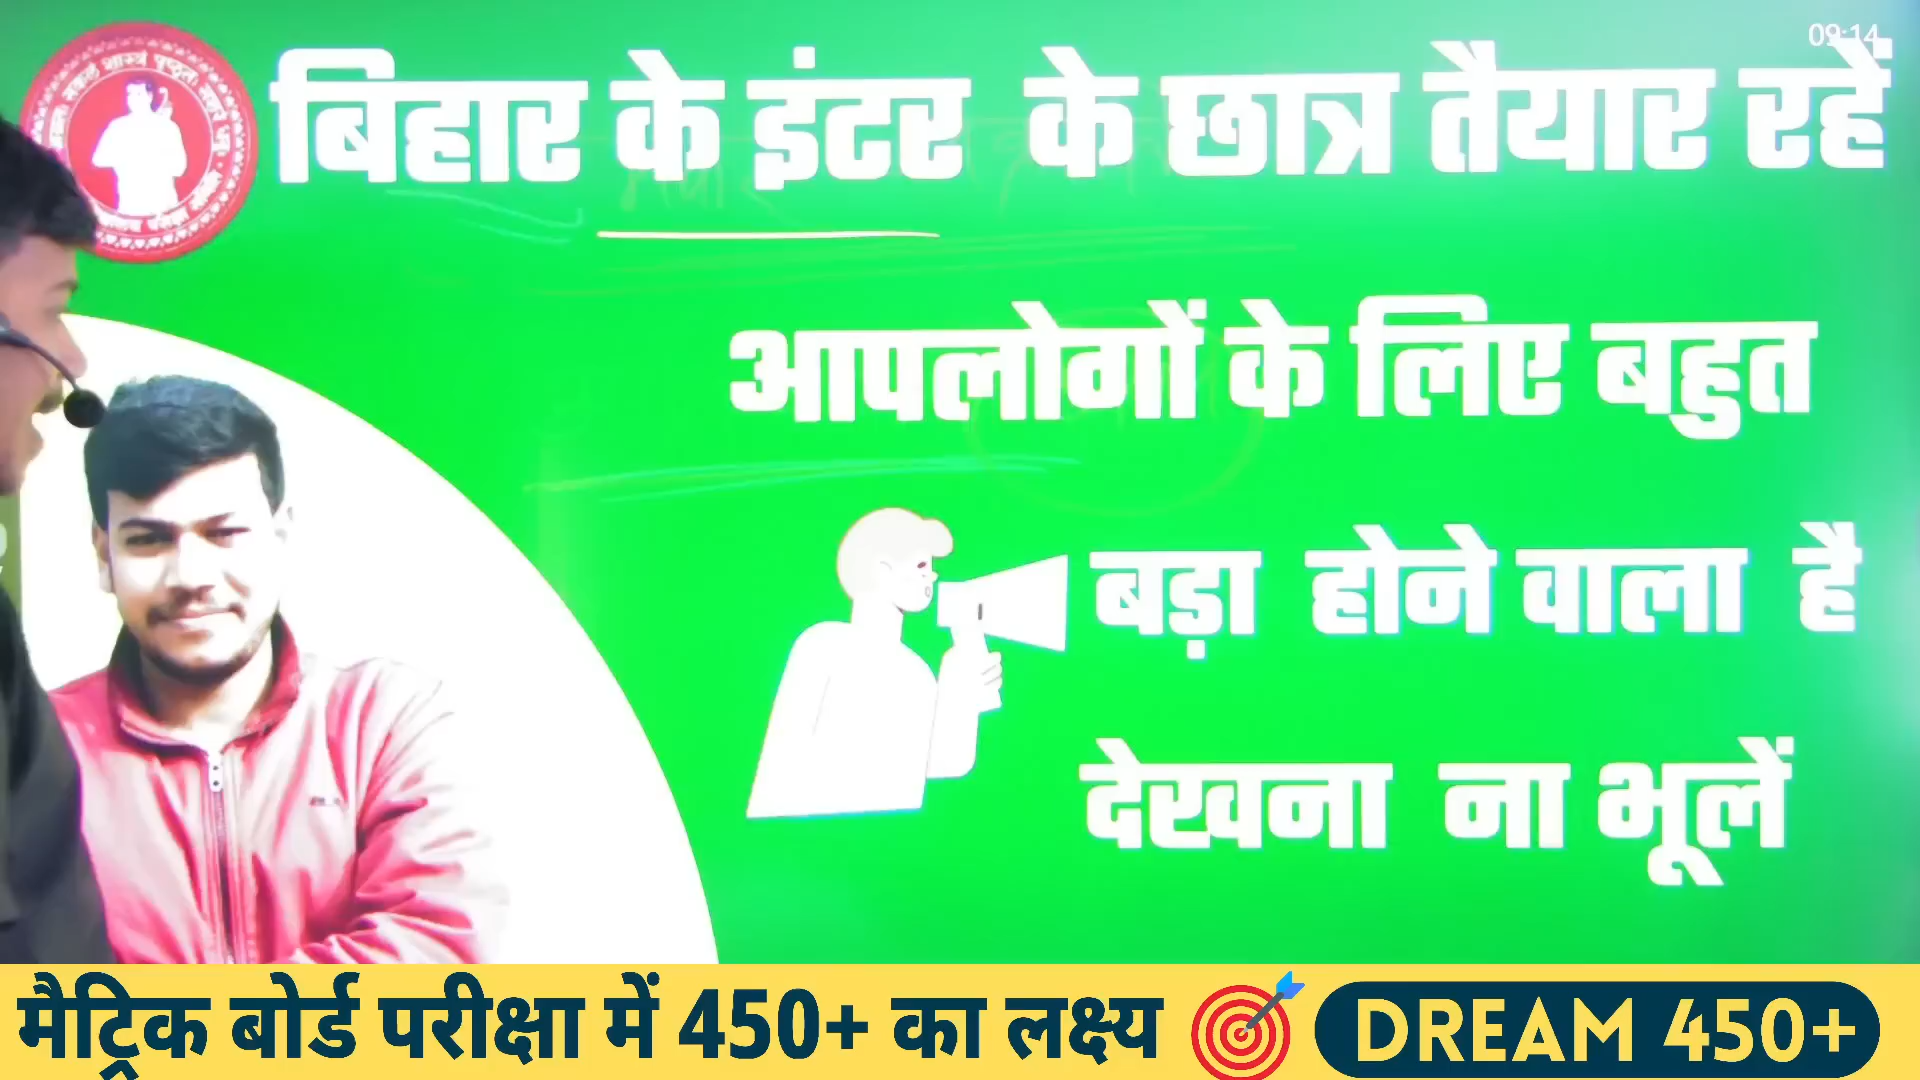 09:14
बिहार के इंटर के छात्र तैयार रहें
आपलोगों के लिए बहुत
बड़ा होने वाला है
देखना ना भूलें
मैट्रिक बोर्ड परीक्षा में 450+ का लक्ष्य DREAM 450+